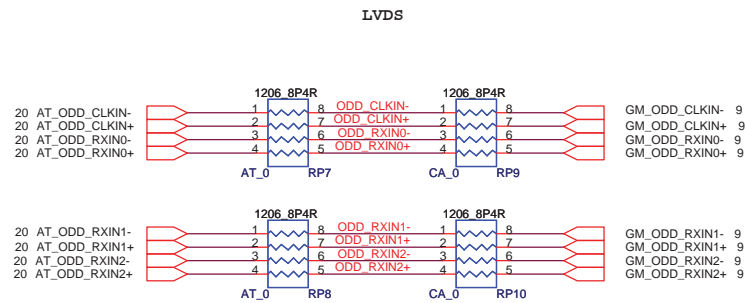 LVDS
1206_8P4R 1206_8P4R
20 AT_ODD_CLKIN- 1 8 ODD_CLKIN- 1 8 GM_ODD_CLKIN- 9
20 AT_ODD_CLKIN+ 2 7 ODD_CLKIN+ 2 7 GM_ODD_CLKIN+ 9
20 AT_ODD_RXIN0- 3 6 ODD_RXIN0- 3 6 GM_ODD_RXIN0- 9
20 AT_ODD_RXIN0+ 4 5 ODD_RXIN0+ 4 5 GM_ODD_RXIN0+ 9
AT_0 RP7 CA_0 RP9
1206_8P4R 1206_8P4R
20 AT_ODD_RXIN1- 1 8 ODD_RXIN1- 1 8 GM_ODD_RXIN1- 9
20 AT_ODD_RXIN1+ 2 7 ODD_RXIN1+ 2 7 GM_ODD_RXIN1+ 9
20 AT_ODD_RXIN2- 3 6 ODD_RXIN2- 3 6 GM_ODD_RXIN2- 9
20 AT_ODD_RXIN2+ 4 5 ODD_RXIN2+ 4 5 GM_ODD_RXIN2+ 9
AT_0 RP8 CA_0 RP10